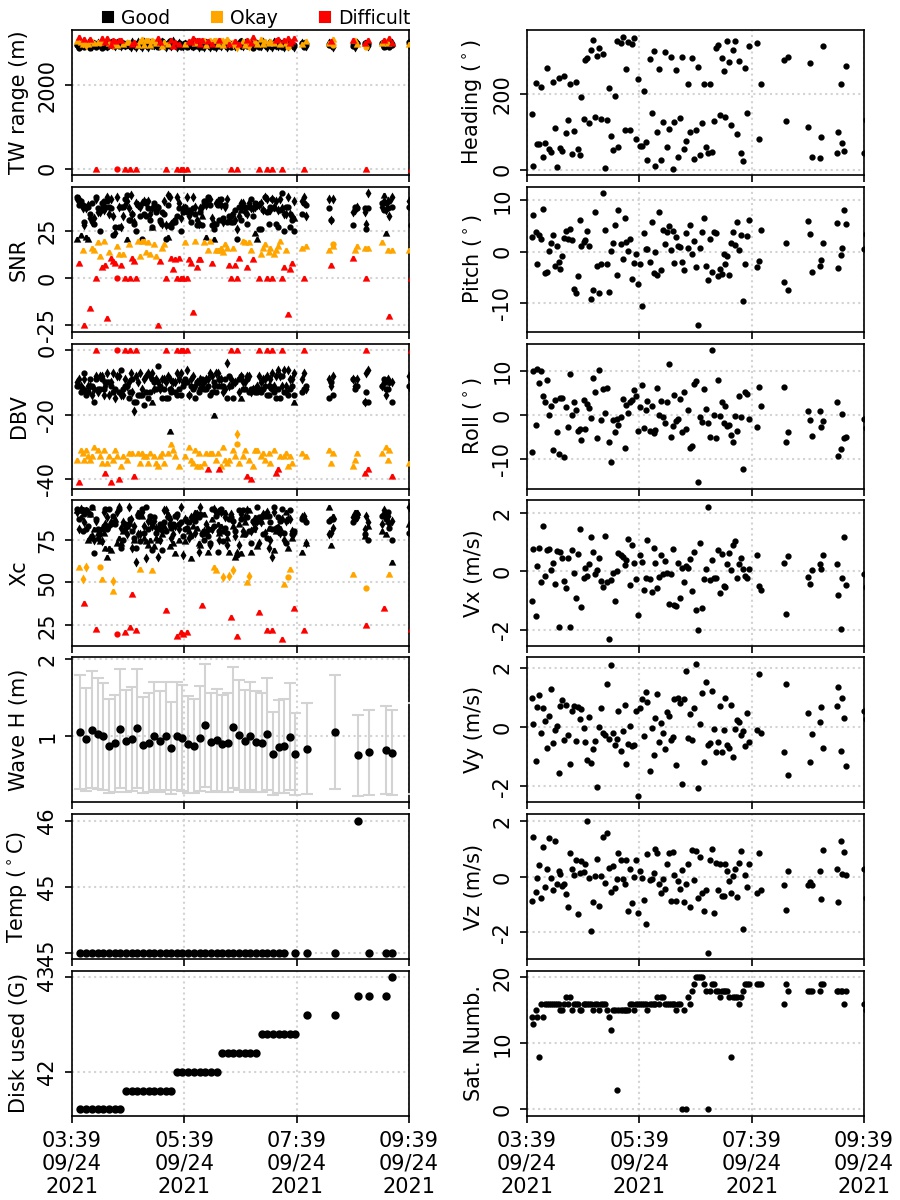 Good Okay Difficult
TW range (m)
2000
0
SNR
25
0
-25
DBV
0
-20
-40
Xc
75
50
25
Wave H (m)
2
1
Temp (°C)
46
45
45
Disk used (G)
43
42
03:39 05:39 07:39 09:39
09/24 09/24 09/24 09/24
2021 2021 2021 2021
Heading (°)
200
0
Pitch (°)
10
0
-10
Roll (°)
10
0
-10
Vx (m/s)
2
0
-2
Vy (m/s)
2
0
-2
Vz (m/s)
2
0
-2
Sat. Numb.
20
10
0
03:39 05:39 07:39 09:39
09/24 09/24 09/24 09/24
2021 2021 2021 2021